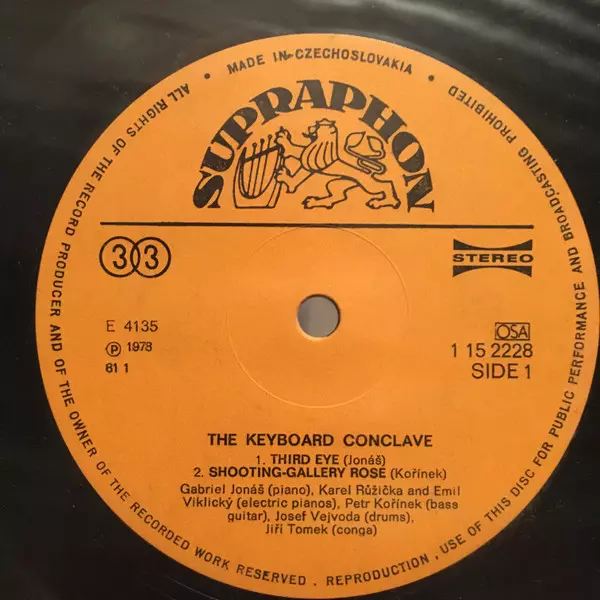 ALL RIGHTS OF THE RECORD PRODUCER AND OF THE OWNER OF THE RECORDED WORK RESERVED . REPRODUCTION, USE OF THIS DISC FOR PUBLIC PERFORMANCE AND BROADCASTING PROHIBITED
• MADE IN CZECHOSLOVAKIA •
SUPRAPHON
33
STEREO
E 4135
OSA
Ⓟ 1978
1 15 2228
81 1
SIDE 1
THE KEYBOARD CONCLAVE
1. THIRD EYE (Jonáš)
2. SHOOTING-GALLERY ROSE (Kořínek)
Gabriel Jonáš (piano), Karel Růžička and Emil
Viklický (electric pianos), Petr Kořínek (bass
guitar), Josef Vejvoda (drums),
Jiří Tomek (conga)